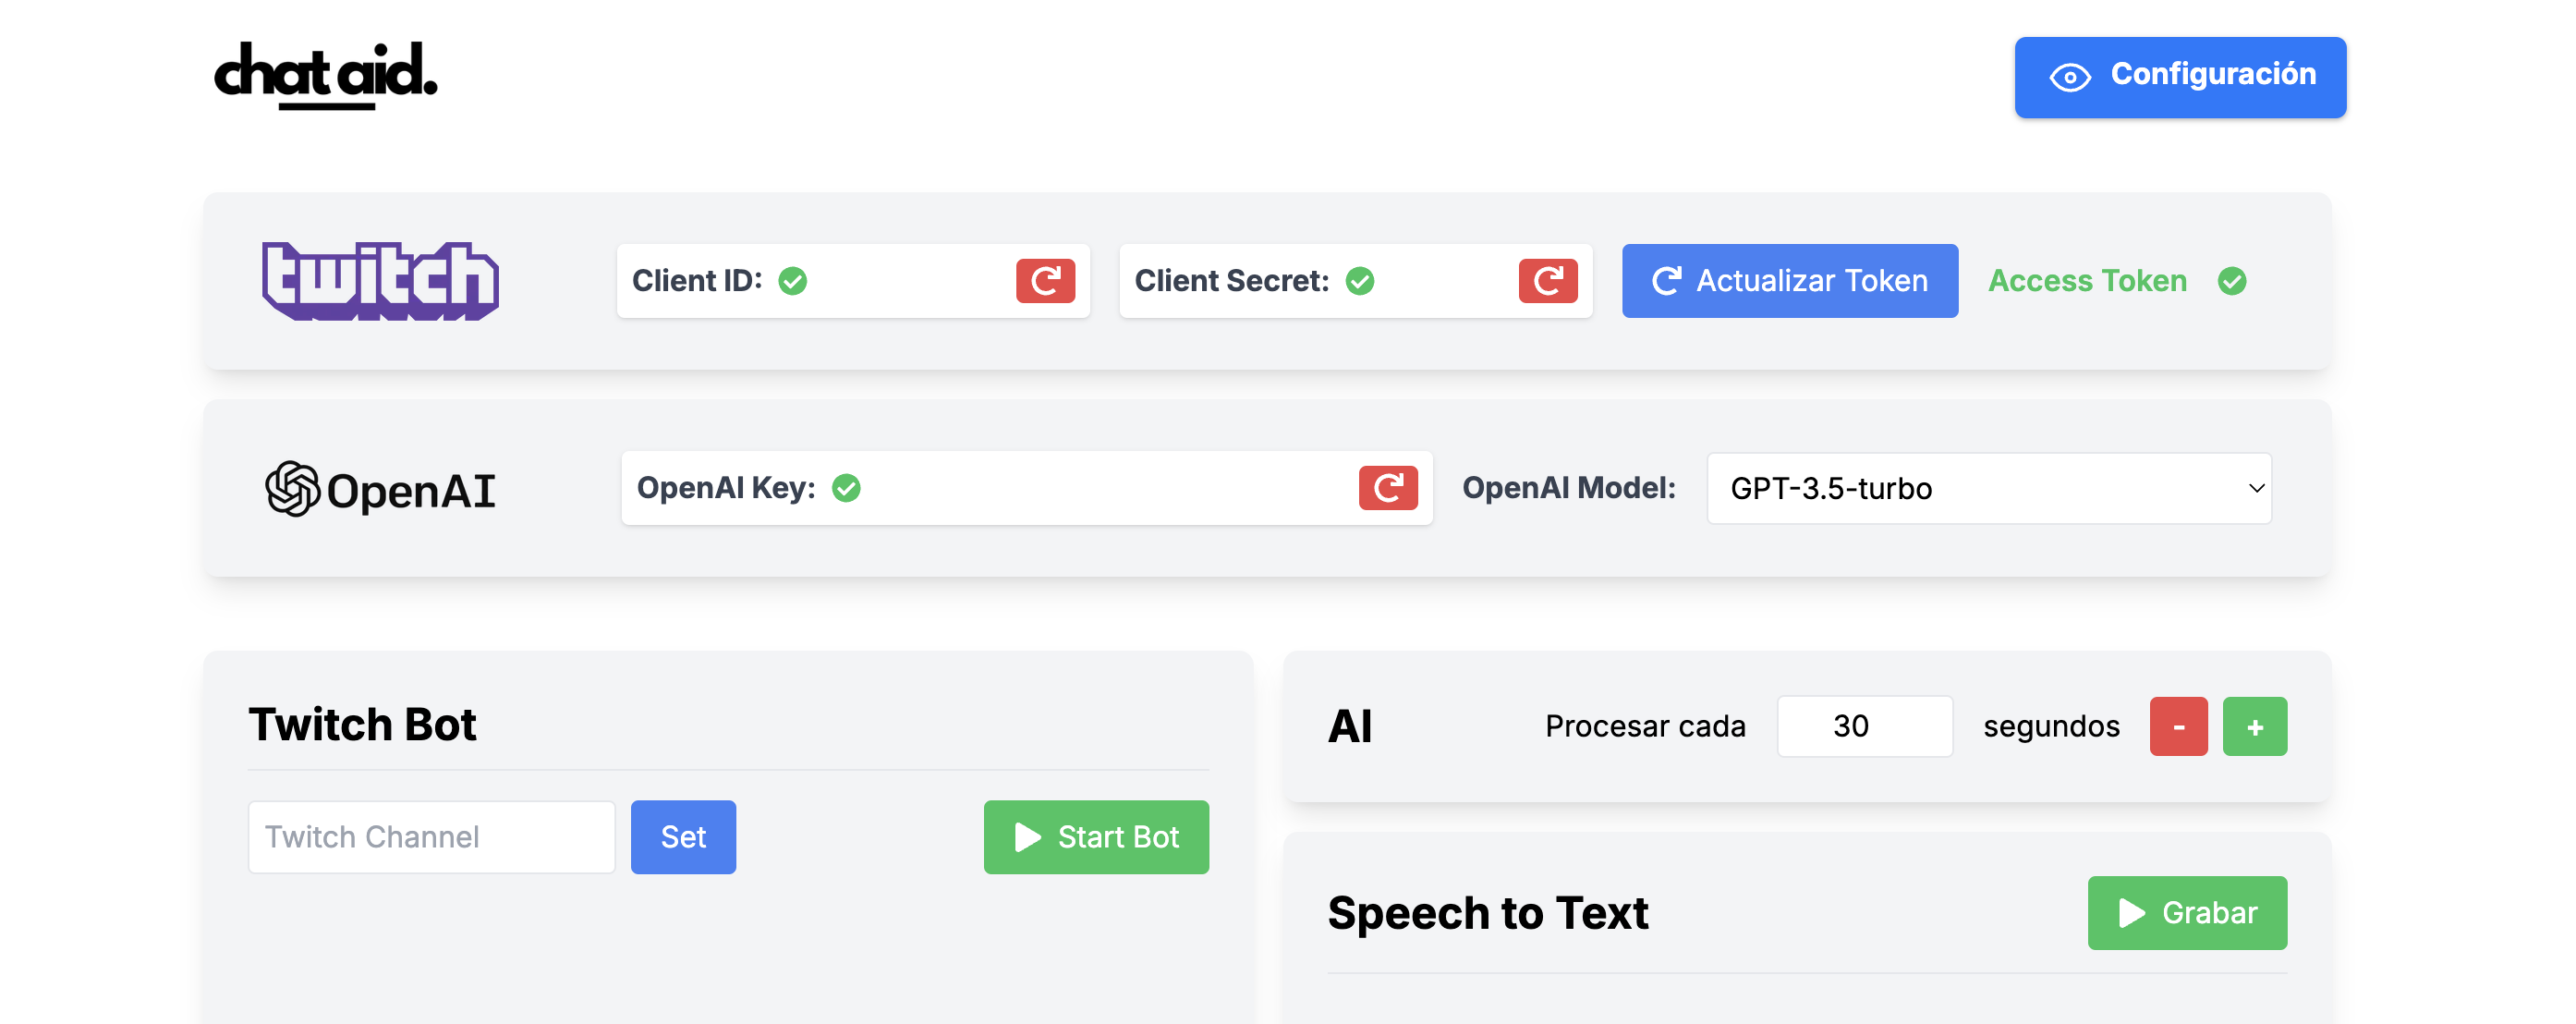 chat aid.
Configuración
twitch
Client ID:
Client Secret:
Actualizar Token
Access Token
OpenAI
OpenAI Key:
OpenAI Model:
GPT-3.5-turbo
Twitch Bot
Twitch Channel
Set
Start Bot
AI
Procesar cada
30
segundos
-
+
Speech to Text
Grabar